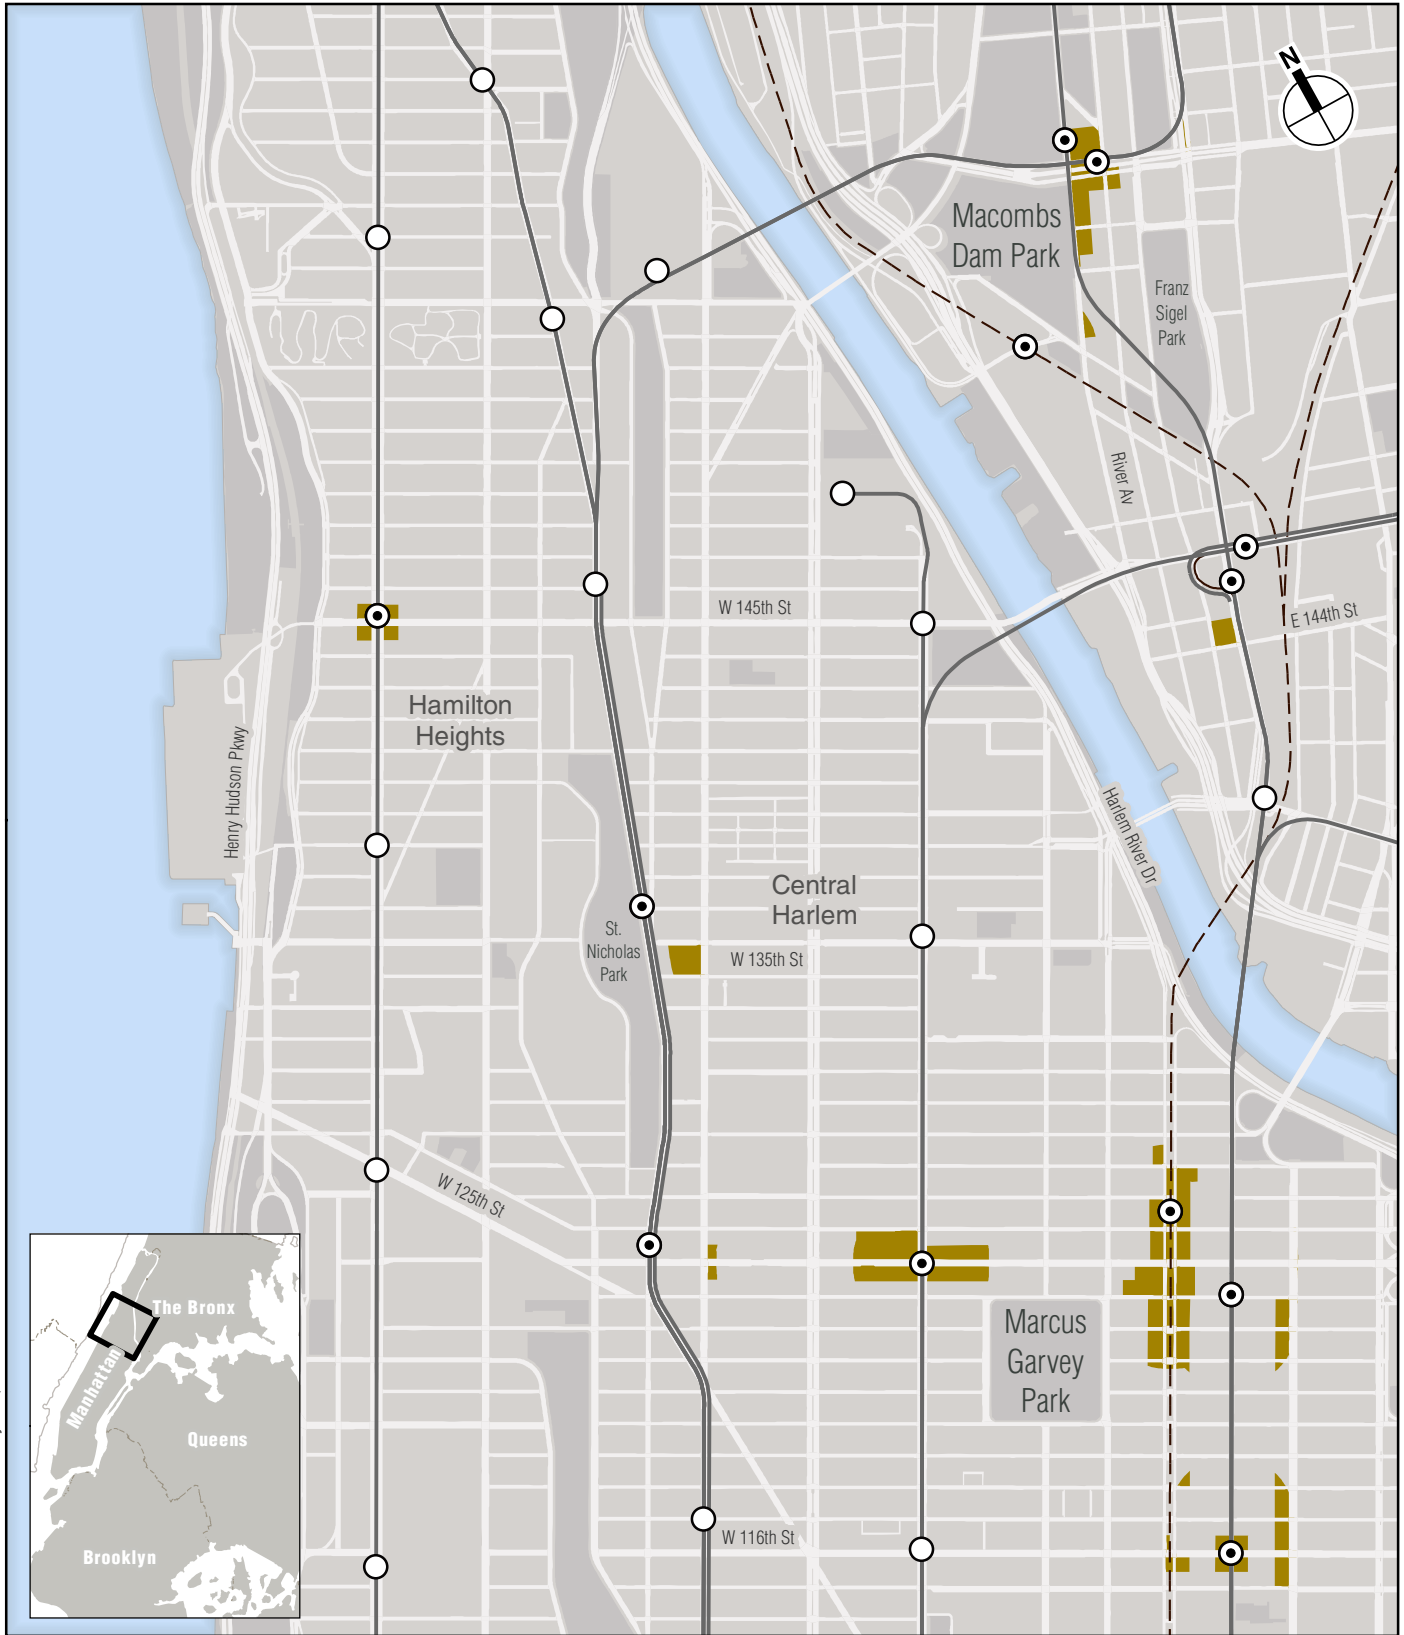 N
Macombs
Dam Park
Franz
Sigel
Park
River Av
W 145th St
E 144th St
Hamilton
Heights
Henry Hudson Pkwy
Harlem River Dr
Central
Harlem
St.
Nicholas
Park
W 135th St
W 125th St
Marcus
Garvey
Park
W 116th St
The Bronx
Manhattan
Queens
Brooklyn